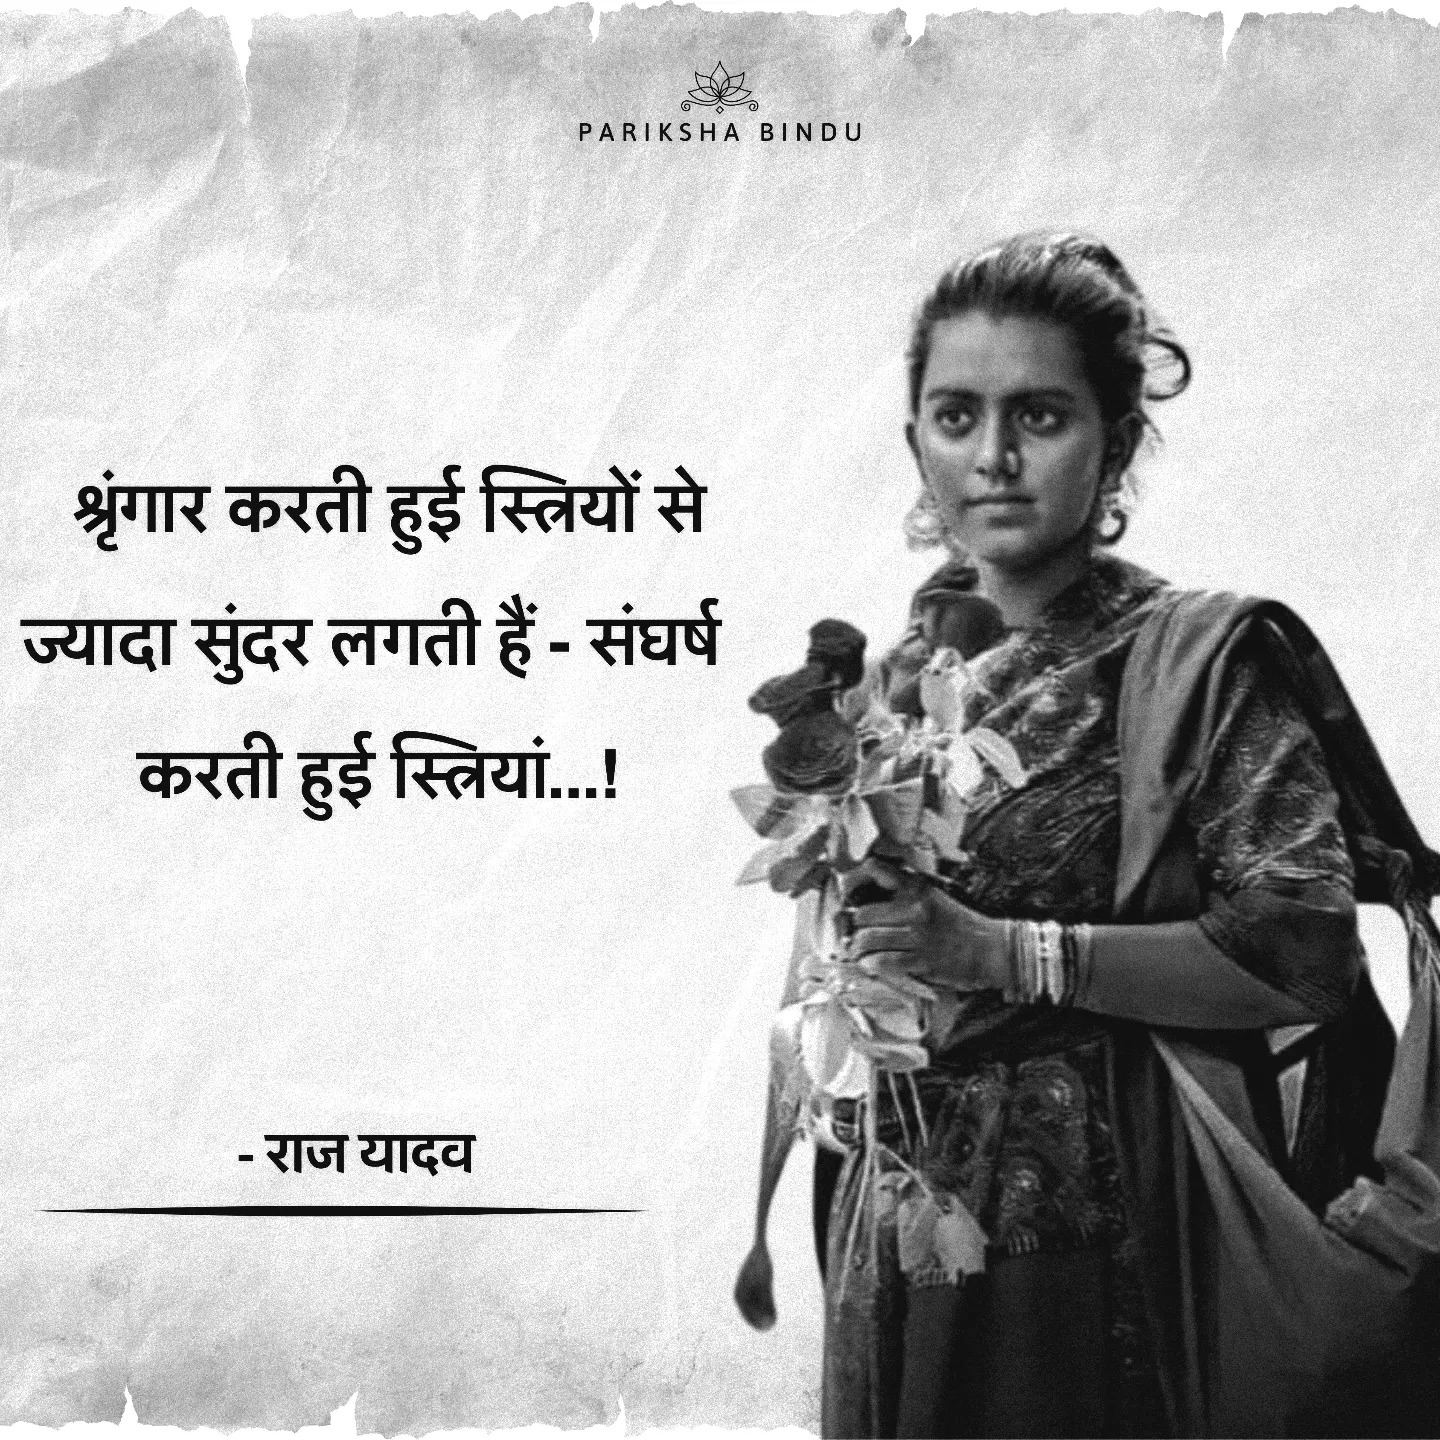 PARIKSHA BINDU
श्रृंगार करती हुई स्त्रियों से
ज्यादा सुंदर लगती हैं - संघर्ष
करती हुई स्त्रियां...!
- राज यादव